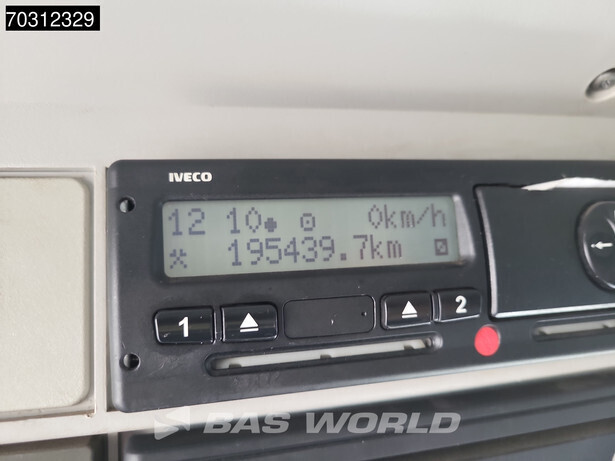 70312329
IVECO
12 10 0km/h
195439.7km
1
2
BAS WORLD